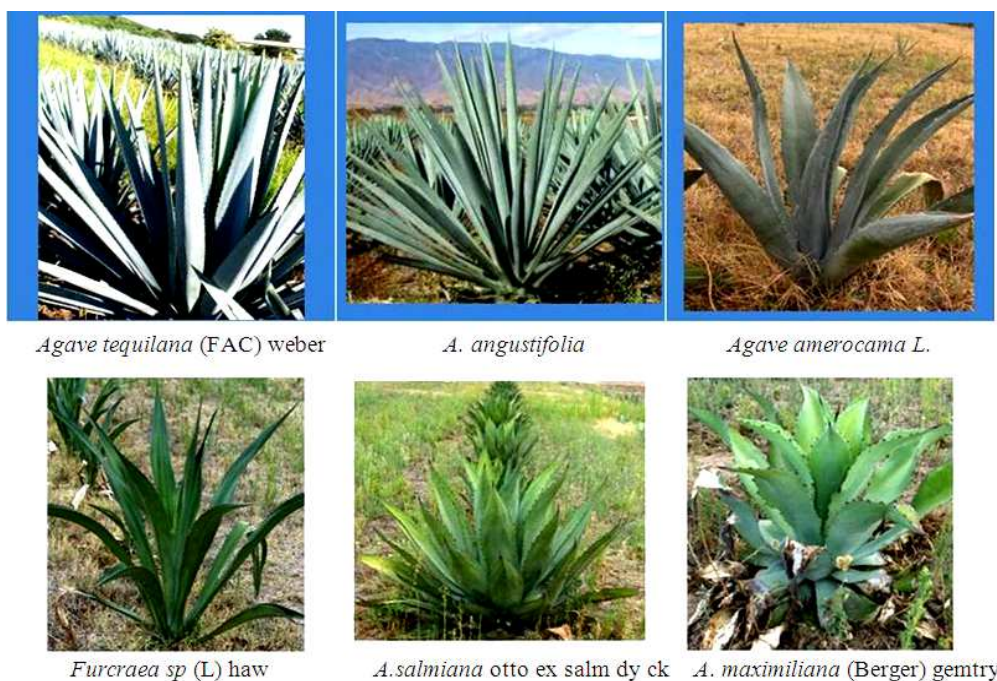 Agave tequilana (FAC) weber
A. angustifolia
Agave amerocama L.
Furcraea sp (L) haw
A.salmiana otto ex salm dy ck
A. maximiliana (Berger) gemtry